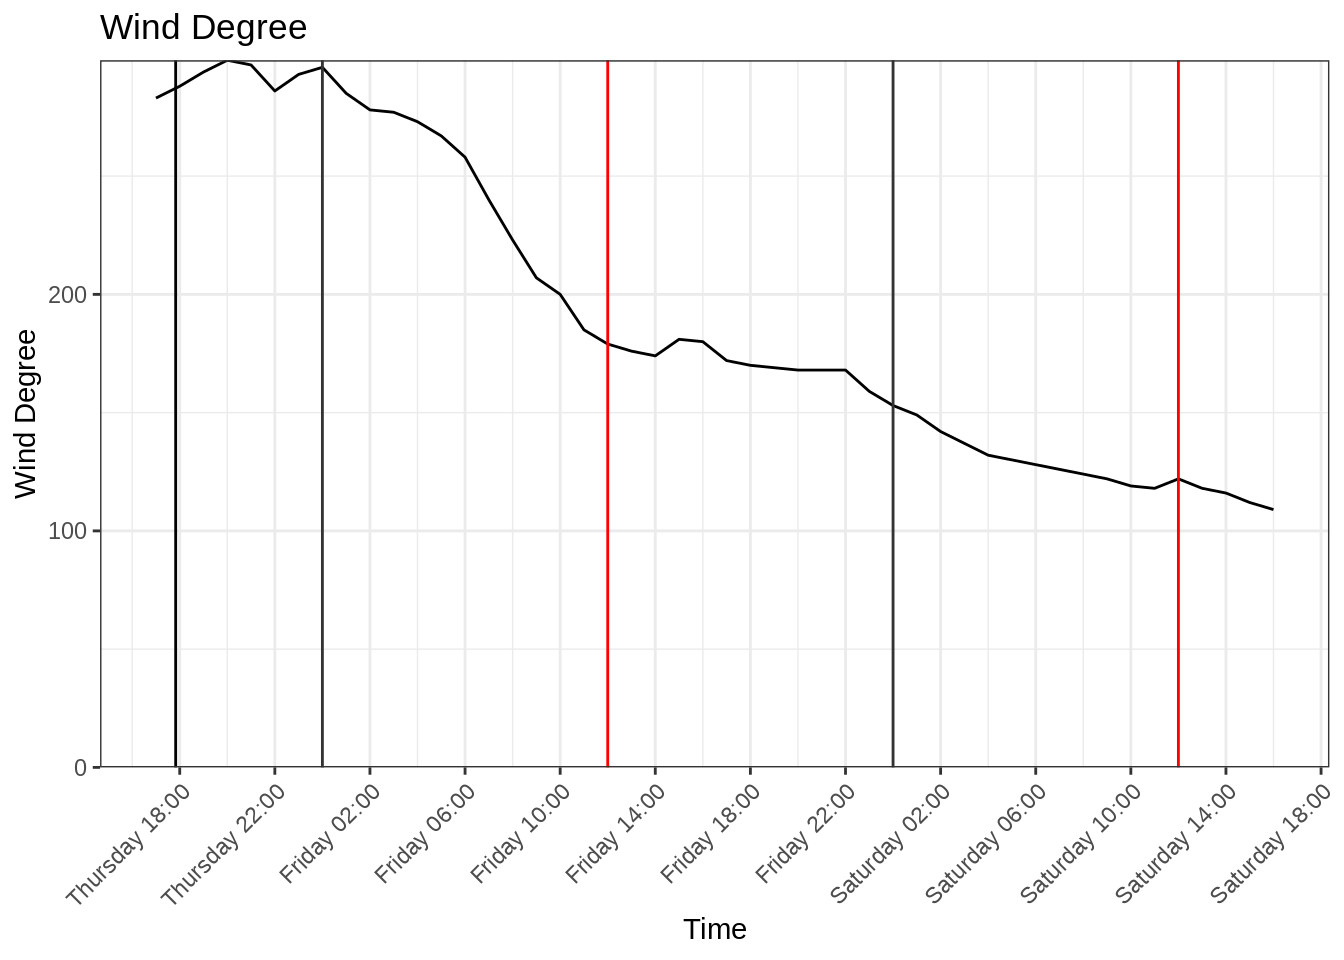 Wind Degree
Wind Degree
200
100
0
Thursday 18:00
Thursday 22:00
Friday 02:00
Friday 06:00
Friday 10:00
Friday 14:00
Friday 18:00
Friday 22:00
Saturday 02:00
Saturday 06:00
Saturday 10:00
Saturday 14:00
Saturday 18:00
Time